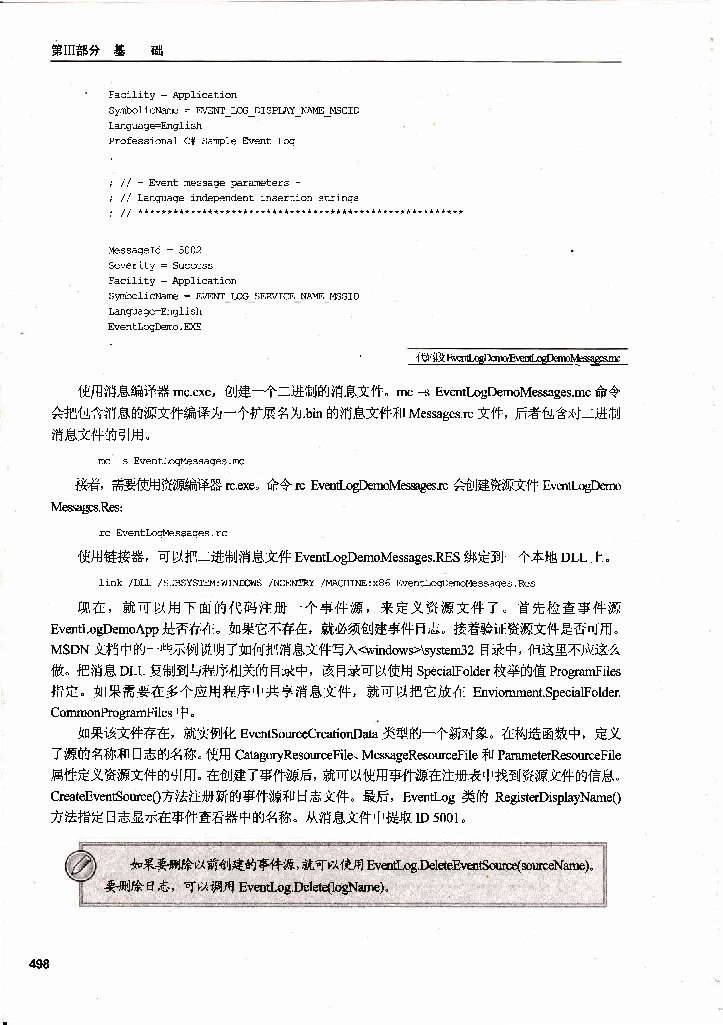 第III部分 基 础
Facility = Application
SymbolicName = EVENT_LOG_DISPLAY_NAME_MSGID
Language=English
Professional C# Sample Event Log
.
; // - Event message parameters -
; // Language independent insertion strings
; // ********************************************************
MessageId = 5002
Severity = Success
Facility = Application
SymbolicName = EVENT_LOG_SERVICE_NAME_MSGID
Language=English
EventLogDemo.EXE
.
代码段 EventLogDemo/EventLogDemoMessages.mc
使用消息编译器 mc.exe，创建一个二进制的消息文件。mc –s EventLogDemoMessages.mc 命令
会把包含消息的源文件编译为一个扩展名为.bin 的消息文件和 Messages.rc 文件，后者包含对二进制
消息文件的引用。
mc -s EventLogMessages.mc
接着，需要使用资源编译器 rc.exe。命令 rc EventLogDemoMessages.rc 会创建资源文件 EventLogDemo
Messages.Res：
rc EventLogMessages.rc
使用链接器，可以把二进制消息文件 EventLogDemoMessages.RES 绑定到一个本地 DLL 上。
link /DLL /SUBSYSTEM:WINDOWS /NOENTRY /MACHINE:x86 EventLogDemoMessages.Res
现在，就可以用下面的代码注册一个事件源，来定义资源文件了。首先检查事件源
EventLogDemoApp 是否存在。如果它不存在，就必须创建事件日志。接着验证资源文件是否可用。
MSDN 文档中的一些示例说明了如何把消息文件写入<windows>\system32 目录中，但这里不应这么
做。把消息 DLL 复制到与程序相关的目录中，该目录可以使用 SpecialFolder 枚举的值 ProgramFiles
指定。如果需要在多个应用程序中共享消息文件，就可以把它放在 Enviornment.SpecialFolder.
CommonProgramFiles 中。
如果该文件存在，就实例化 EventSourceCreationData 类型的一个新对象。在构造函数中，定义
了源的名称和日志的名称。使用 CatagoryResourceFile、MessageResourceFile 和 ParameterResourceFile
属性定义资源文件的引用。在创建了事件源后，就可以使用事件源在注册表中找到资源文件的信息。
CreateEventSource()方法注册新的事件源和日志文件。最后，EventLog 类的 RegisterDisplayName()
方法指定日志显示在事件查看器中的名称。从消息文件中提取 ID 5001。
如果要删除以前创建的事件源，就可以使用 EventLog.DeleteEventSource(sourceName)。
要删除日志，可以调用 EventLog.Delete(logName)。
498